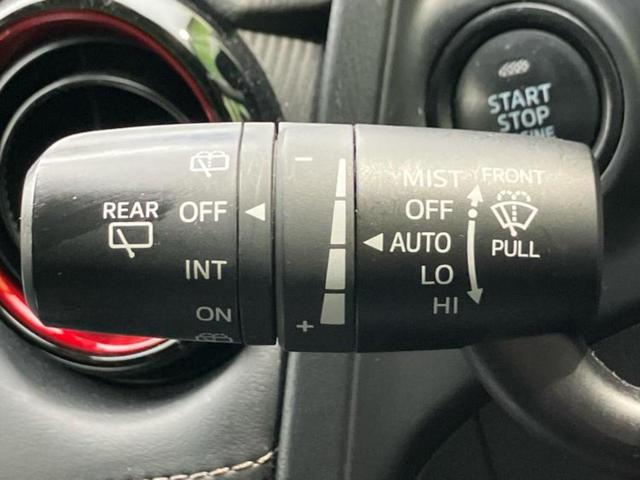 REAR
OFF
INT
ON
−
+
MIST
OFF
AUTO
LO
HI
FRONT
PULL
START
STOP